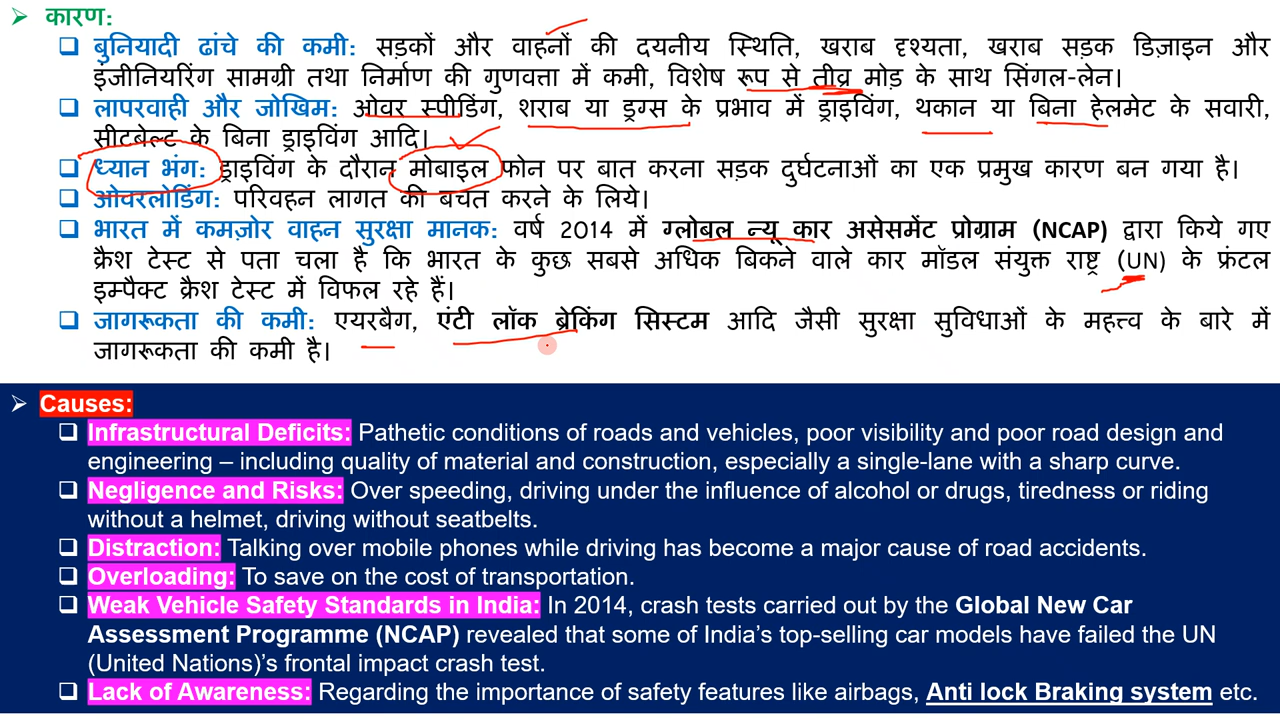 ➢ कारण:
❑ बुनियादी ढांचे की कमी: सड़कों और वाहनों की दयनीय स्थिति, खराब दृश्यता, खराब सड़क डिज़ाइन और
इंजीनियरिंग सामग्री तथा निर्माण की गुणवत्ता में कमी, विशेष रूप से तीव्र मोड़ के साथ सिंगल-लेन।
❑ लापरवाही और जोखिम: ओवर स्पीडिंग, शराब या ड्रग्स के प्रभाव में ड्राइविंग, थकान या बिना हेलमेट के सवारी,
सीटबेल्ट के बिना ड्राइविंग आदि।
❑ ध्यान भंग: ड्राइविंग के दौरान मोबाइल फोन पर बात करना सड़क दुर्घटनाओं का एक प्रमुख कारण बन गया है।
❑ ओवरलोडिंग: परिवहन लागत की बचत करने के लिये।
❑ भारत में कमज़ोर वाहन सुरक्षा मानक: वर्ष 2014 में ग्लोबल न्यू कार असेसमेंट प्रोग्राम (NCAP) द्वारा किये गए
क्रैश टेस्ट से पता चला है कि भारत के कुछ सबसे अधिक बिकने वाले कार मॉडल संयुक्त राष्ट्र (UN) के फ्रंटल
इम्पैक्ट क्रैश टेस्ट में विफल रहे हैं।
❑ जागरूकता की कमी: एयरबैग, एंटी लॉक ब्रेकिंग सिस्टम आदि जैसी सुरक्षा सुविधाओं के महत्त्व के बारे में
जागरूकता की कमी है।
➢ Causes:
❑ Infrastructural Deficits: Pathetic conditions of roads and vehicles, poor visibility and poor road design and
engineering – including quality of material and construction, especially a single-lane with a sharp curve.
❑ Negligence and Risks: Over speeding, driving under the influence of alcohol or drugs, tiredness or riding
without a helmet, driving without seatbelts.
❑ Distraction: Talking over mobile phones while driving has become a major cause of road accidents.
❑ Overloading: To save on the cost of transportation.
❑ Weak Vehicle Safety Standards in India: In 2014, crash tests carried out by the Global New Car
Assessment Programme (NCAP) revealed that some of India’s top-selling car models have failed the UN
(United Nations)’s frontal impact crash test.
❑ Lack of Awareness: Regarding the importance of safety features like airbags, Anti lock Braking system etc.